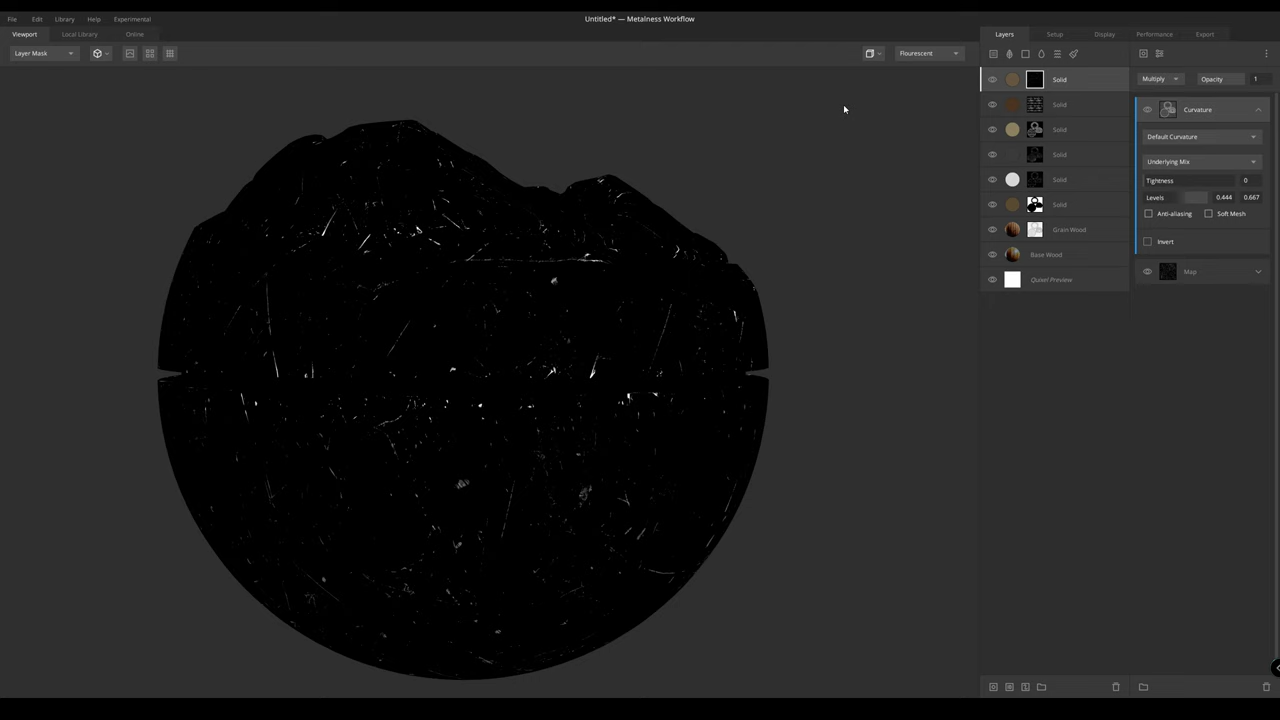 Untitled* — Metalness Workflow
File Edit Library Help Experimental
Viewport Local Library Online
Layers Setup Display Performance Export
Layer Mask
Flourescent
Multiply Opacity 1
Solid
Solid
Solid
Solid
Solid
Solid
Grain Wood
Base Wood
Quixel Preview
Curvature
Default Curvature
Underlying Mix
Tightness 0
Levels 0.444 0.667
Anti-aliasing Soft Mesh
Invert
Map